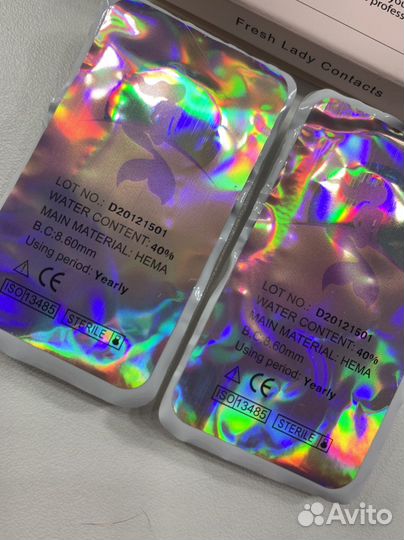 you
, profess
Fresh Lady Contacts
LOT NO.: D20121501
WATER CONTENT: 40%
MAIN MATERIAL: HEMA
B.C:8.60mm
Using period: Yearly
CE
ISO13485 STERILE
LOT NO.: D20121501
WATER CONTENT: 40%
MAIN MATERIAL: HEMA
B.C:8.60mm
Using period: Yearly
CE
ISO13485 STERILE
Avito